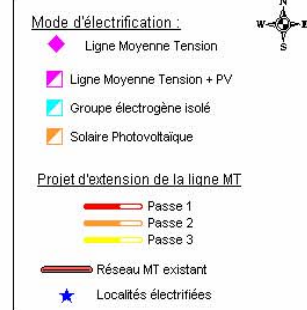 N
W E
S
Mode d'électrification :
Ligne Moyenne Tension
Ligne Moyenne Tension + PV
Groupe électrogène isolé
Solaire Photovoltaïque
Projet d'extension de la ligne MT
Passe 1
Passe 2
Passe 3
Réseau MT existant
Localités électrifiées